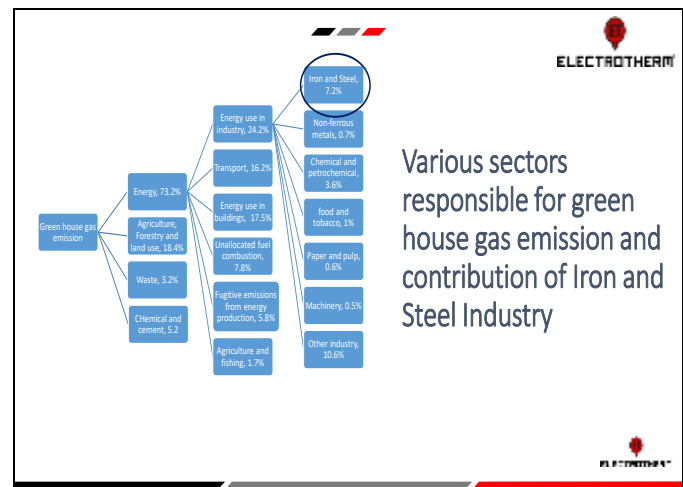 ELECTROTHERM
Green house gas
emission
Energy, 73.2%
Agriculture,
Forestry and
land use, 18.4%
Waste, 3.2%
CHemical and
cement, 5.2
Energy use in
industry, 24.2%
Transport, 16.2%
Energy use in
buildings, 17.5%
Unallocated fuel
combustion,
7.8%
Fugitive emissions
from energy
production, 5.8%
Agriculture and
fishing, 1.7%
Iron and Steel,
7.2%
Non-ferrous
metals, 0.7%
Chemical and
petrochemical,
3.6%
food and
tobacco, 1%
Paper and pulp,
0.6%
Machinery, 0.5%
Other industry,
10.6%
Various sectors
responsible for green
house gas emission and
contribution of Iron and
Steel Industry